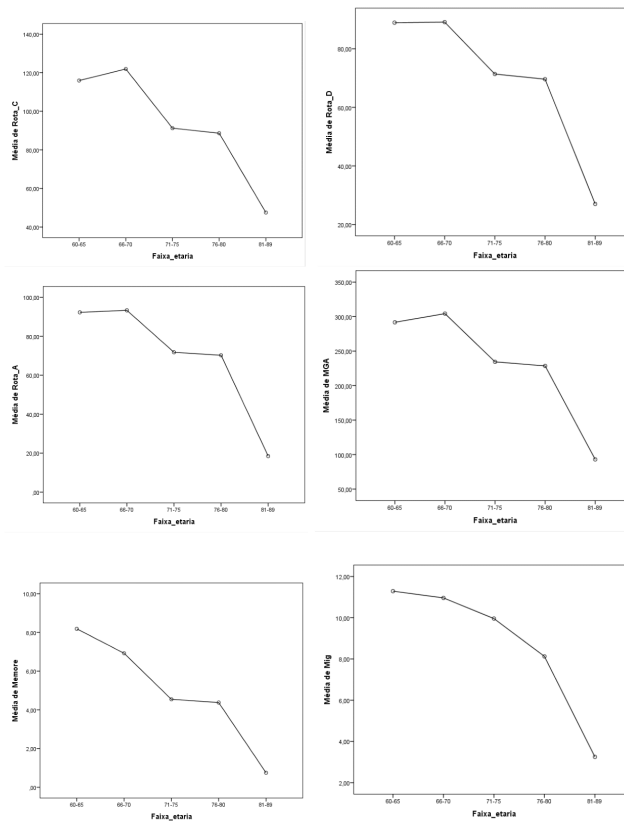 Média de Rota_C
140,00
120,00
100,00
80,00
60,00
40,00
60-65 66-70 71-75 76-80 81-89
Faixa_etaria
Média de Rota_D
80,00
60,00
40,00
20,00
60-65 66-70 71-75 76-80 81-89
Faixa_etaria
Média de Rota_A
100,00
80,00
60,00
40,00
20,00
,00
60-65 66-70 71-75 76-80 81-89
Faixa_etaria
Média de MGA
350,00
300,00
250,00
200,00
150,00
100,00
50,00
60-65 66-70 71-75 76-80 81-89
Faixa_etaria
Média de Memore
10,00
8,00
6,00
4,00
2,00
,00
60-65 66-70 71-75 76-80 81-89
Faixa_etaria
Média de Mig
12,00
10,00
8,00
6,00
4,00
2,00
60-65 66-70 71-75 76-80 81-89
Faixa_etaria